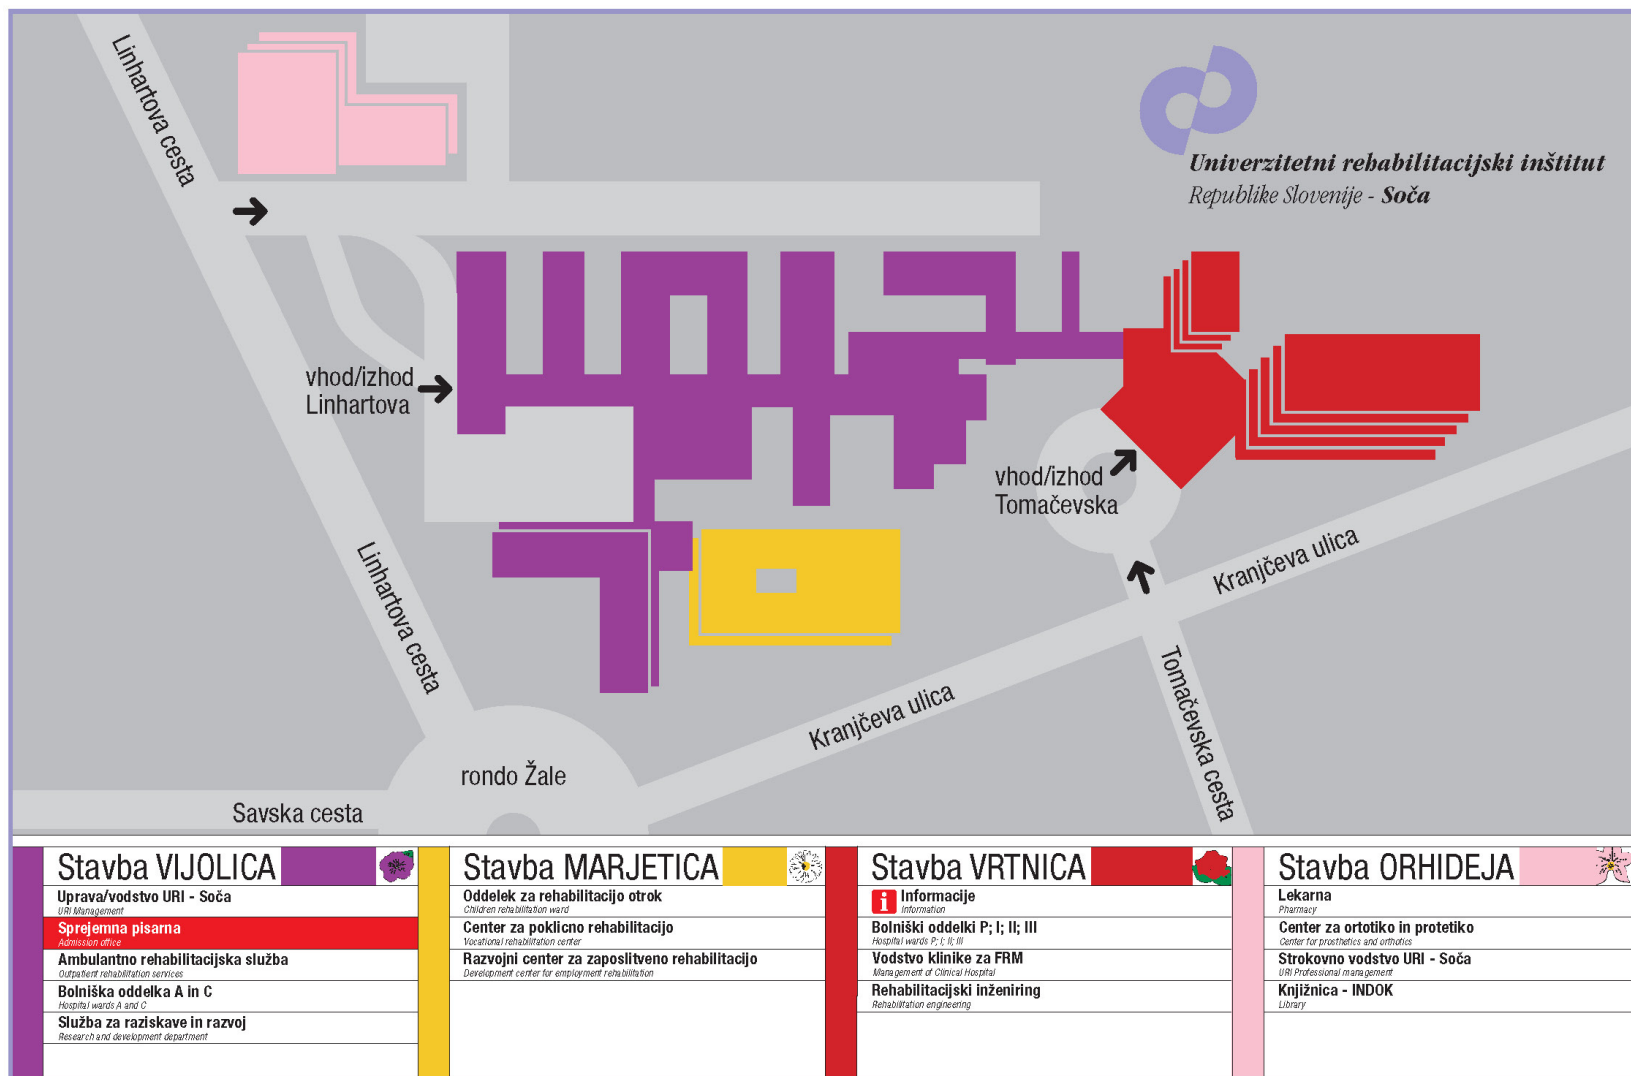 Linhartova cesta
Univerzitetni rehabilitacijski inštitut
Republike Slovenije - Soča
vhod/izhod
Linhartova
vhod/izhod
Tomačevska
Kranjčeva ulica
Linhartova cesta
Kranjčeva ulica
Tomačevska cesta
rondo Žale
Savska cesta
Stavba VIJOLICA
Uprava/vodstvo URI - Soča
URI Management
Sprejemna pisarna
Admission office
Ambulantno rehabilitacijska služba
Outpatient rehabilitation services
Bolniška oddelka A in C
Hospital wards A and C
Služba za raziskave in razvoj
Research and development department
Stavba MARJETICA
Oddelek za rehabilitacijo otrok
Children rehabilitation ward
Center za poklicno rehabilitacijo
Vocational rehabilitation center
Razvojni center za zaposlitveno rehabilitacijo
Development center for employment rehabilitation
Stavba VRTNICA
i Informacije
Information
Bolniški oddelki P; I; II; III
Hospital wards P; I; II; III
Vodstvo klinike za FRM
Management of Clinical Hospital
Rehabilitacijski inženiring
Rehabilitation engineering
Stavba ORHIDEJA
Lekarna
Pharmacy
Center za ortotiko in protetiko
Center for prosthetics and orthotics
Strokovno vodstvo URI - Soča
URI Professional management
Knjižnica - INDOK
Library